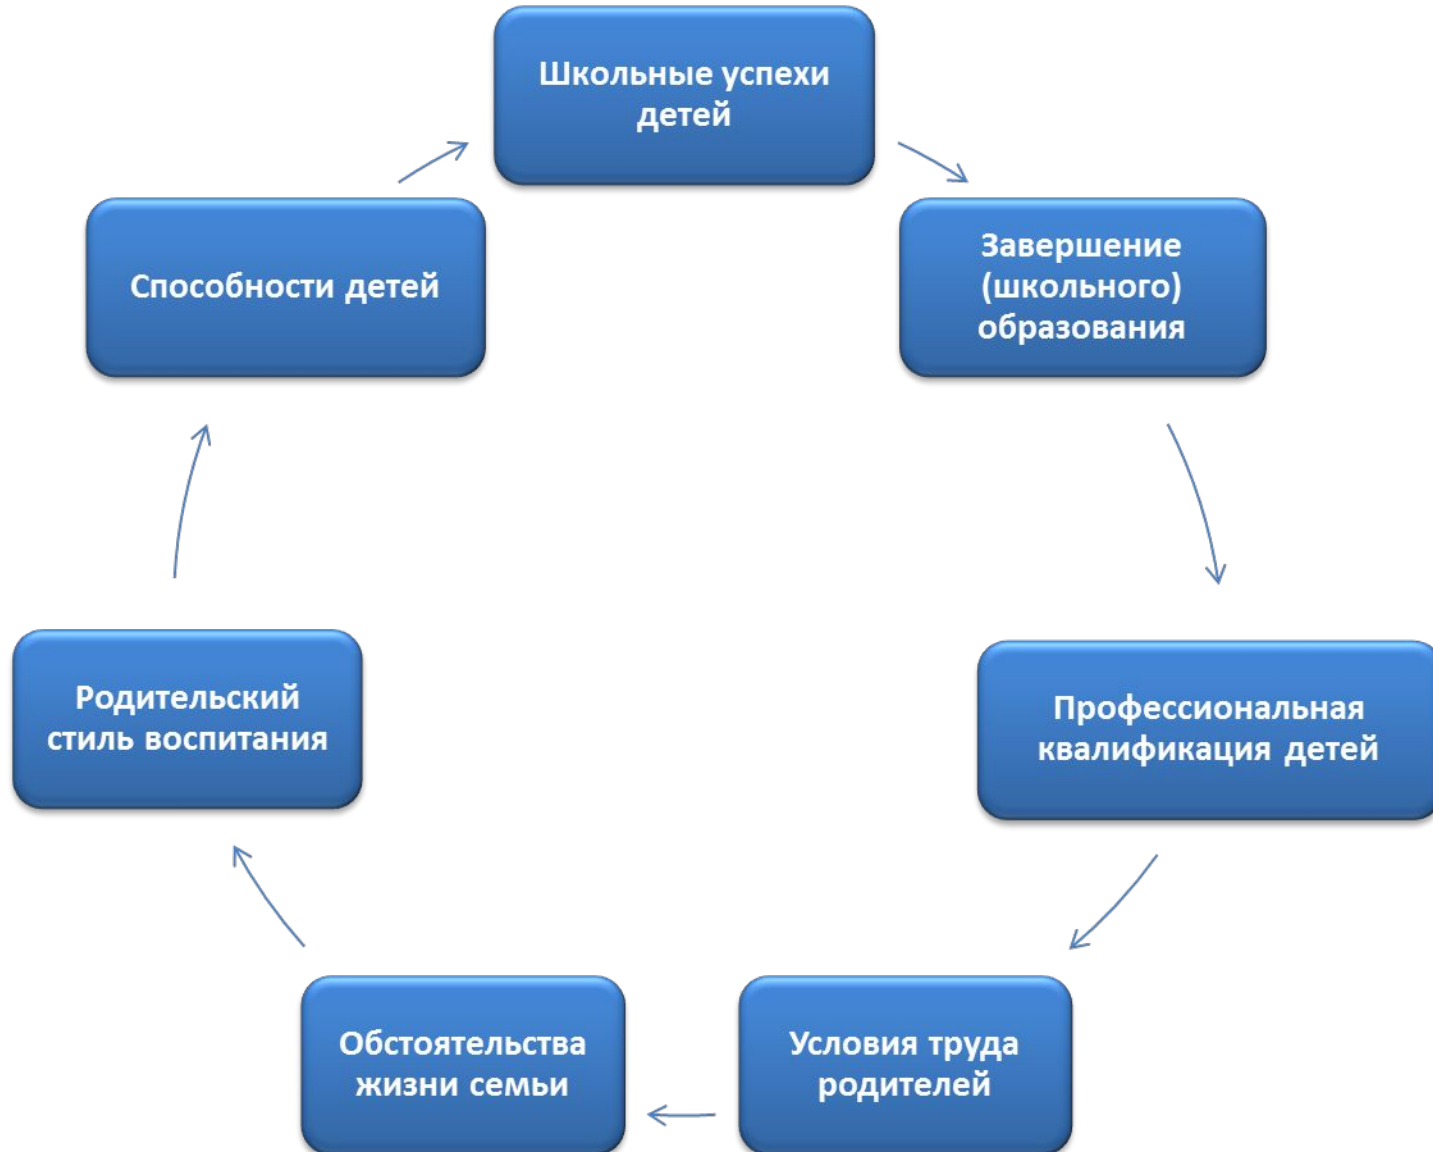 Школьные успехи
детей
Завершение
(школьного)
образования
Профессиональная
квалификация детей
Условия труда
родителей
Обстоятельства
жизни семьи
Родительский
стиль воспитания
Способности детей